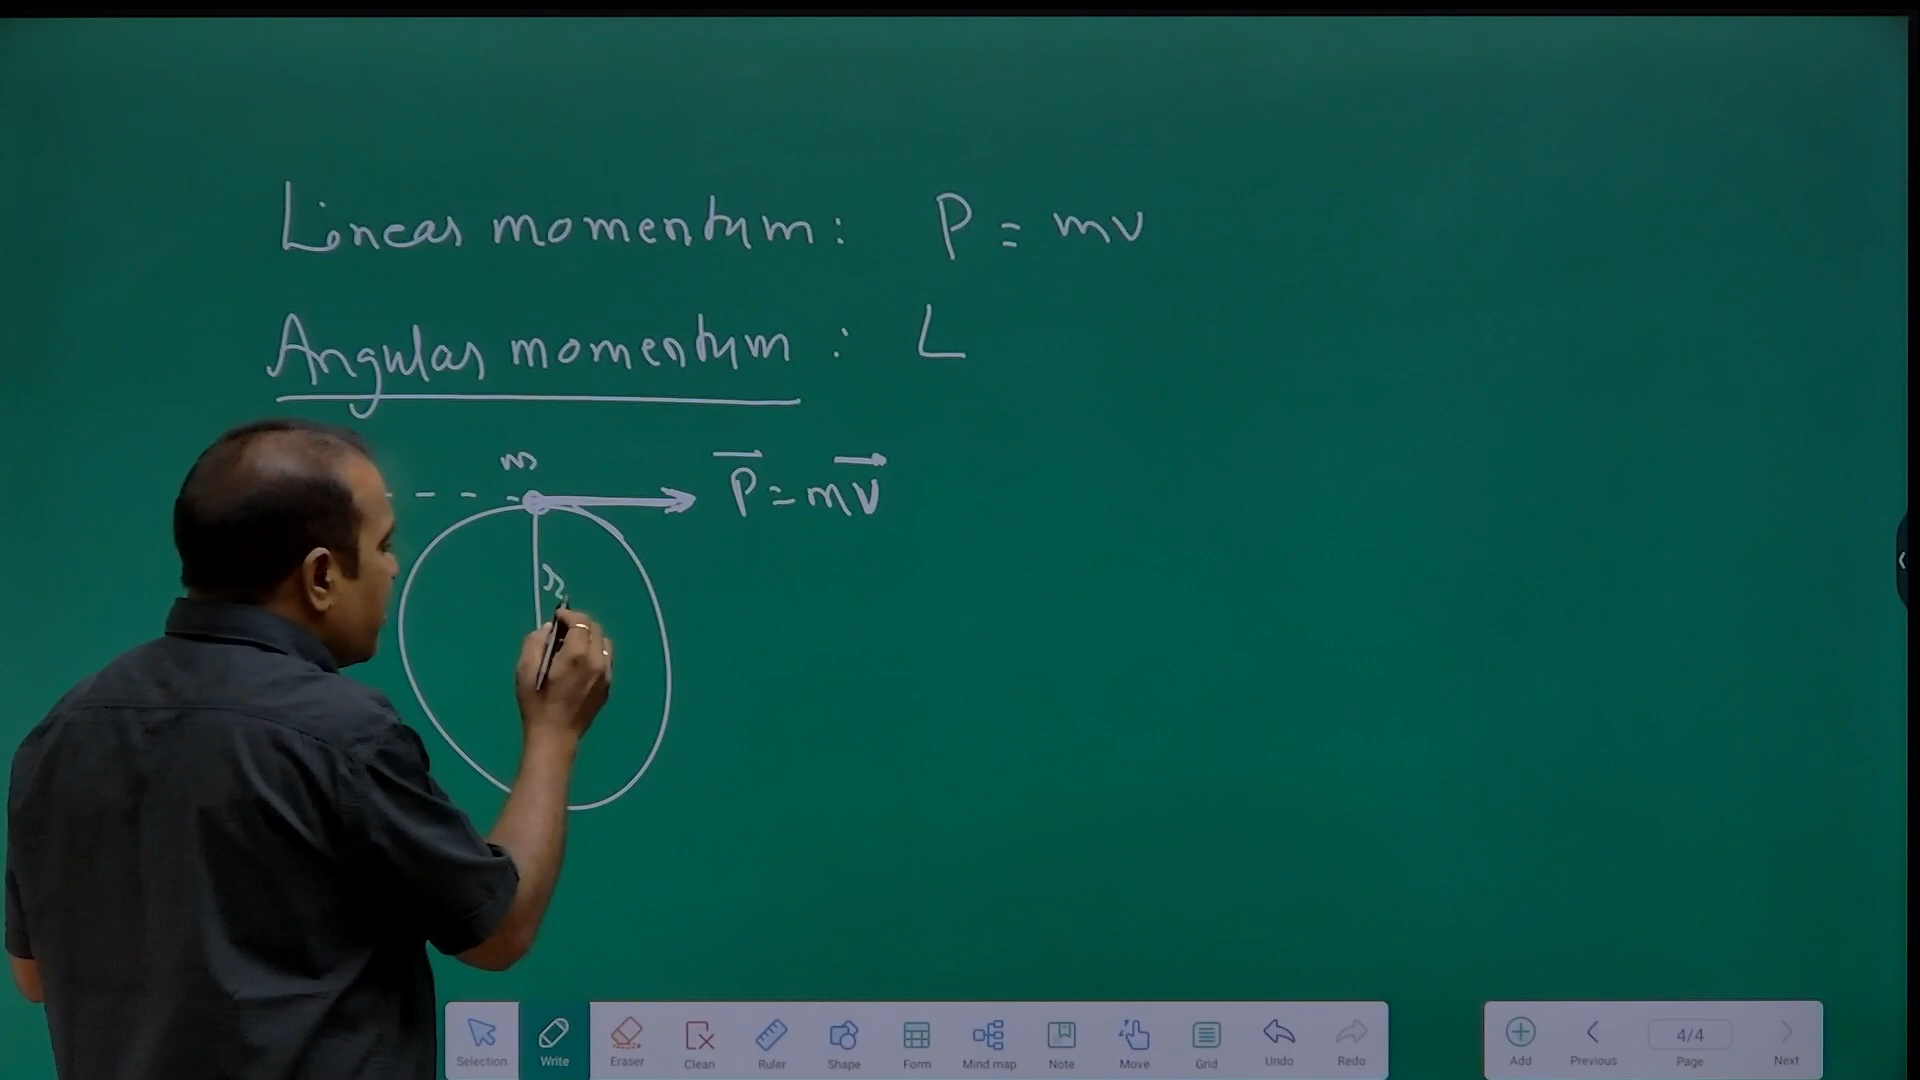 Linear momentum: P = mv
Angular momentum : L
m
P = mv
r
Selection Write Eraser Clean Ruler Shape Form Mind map Note Move Grid Undo Redo Add Previous 4/4 Page Next